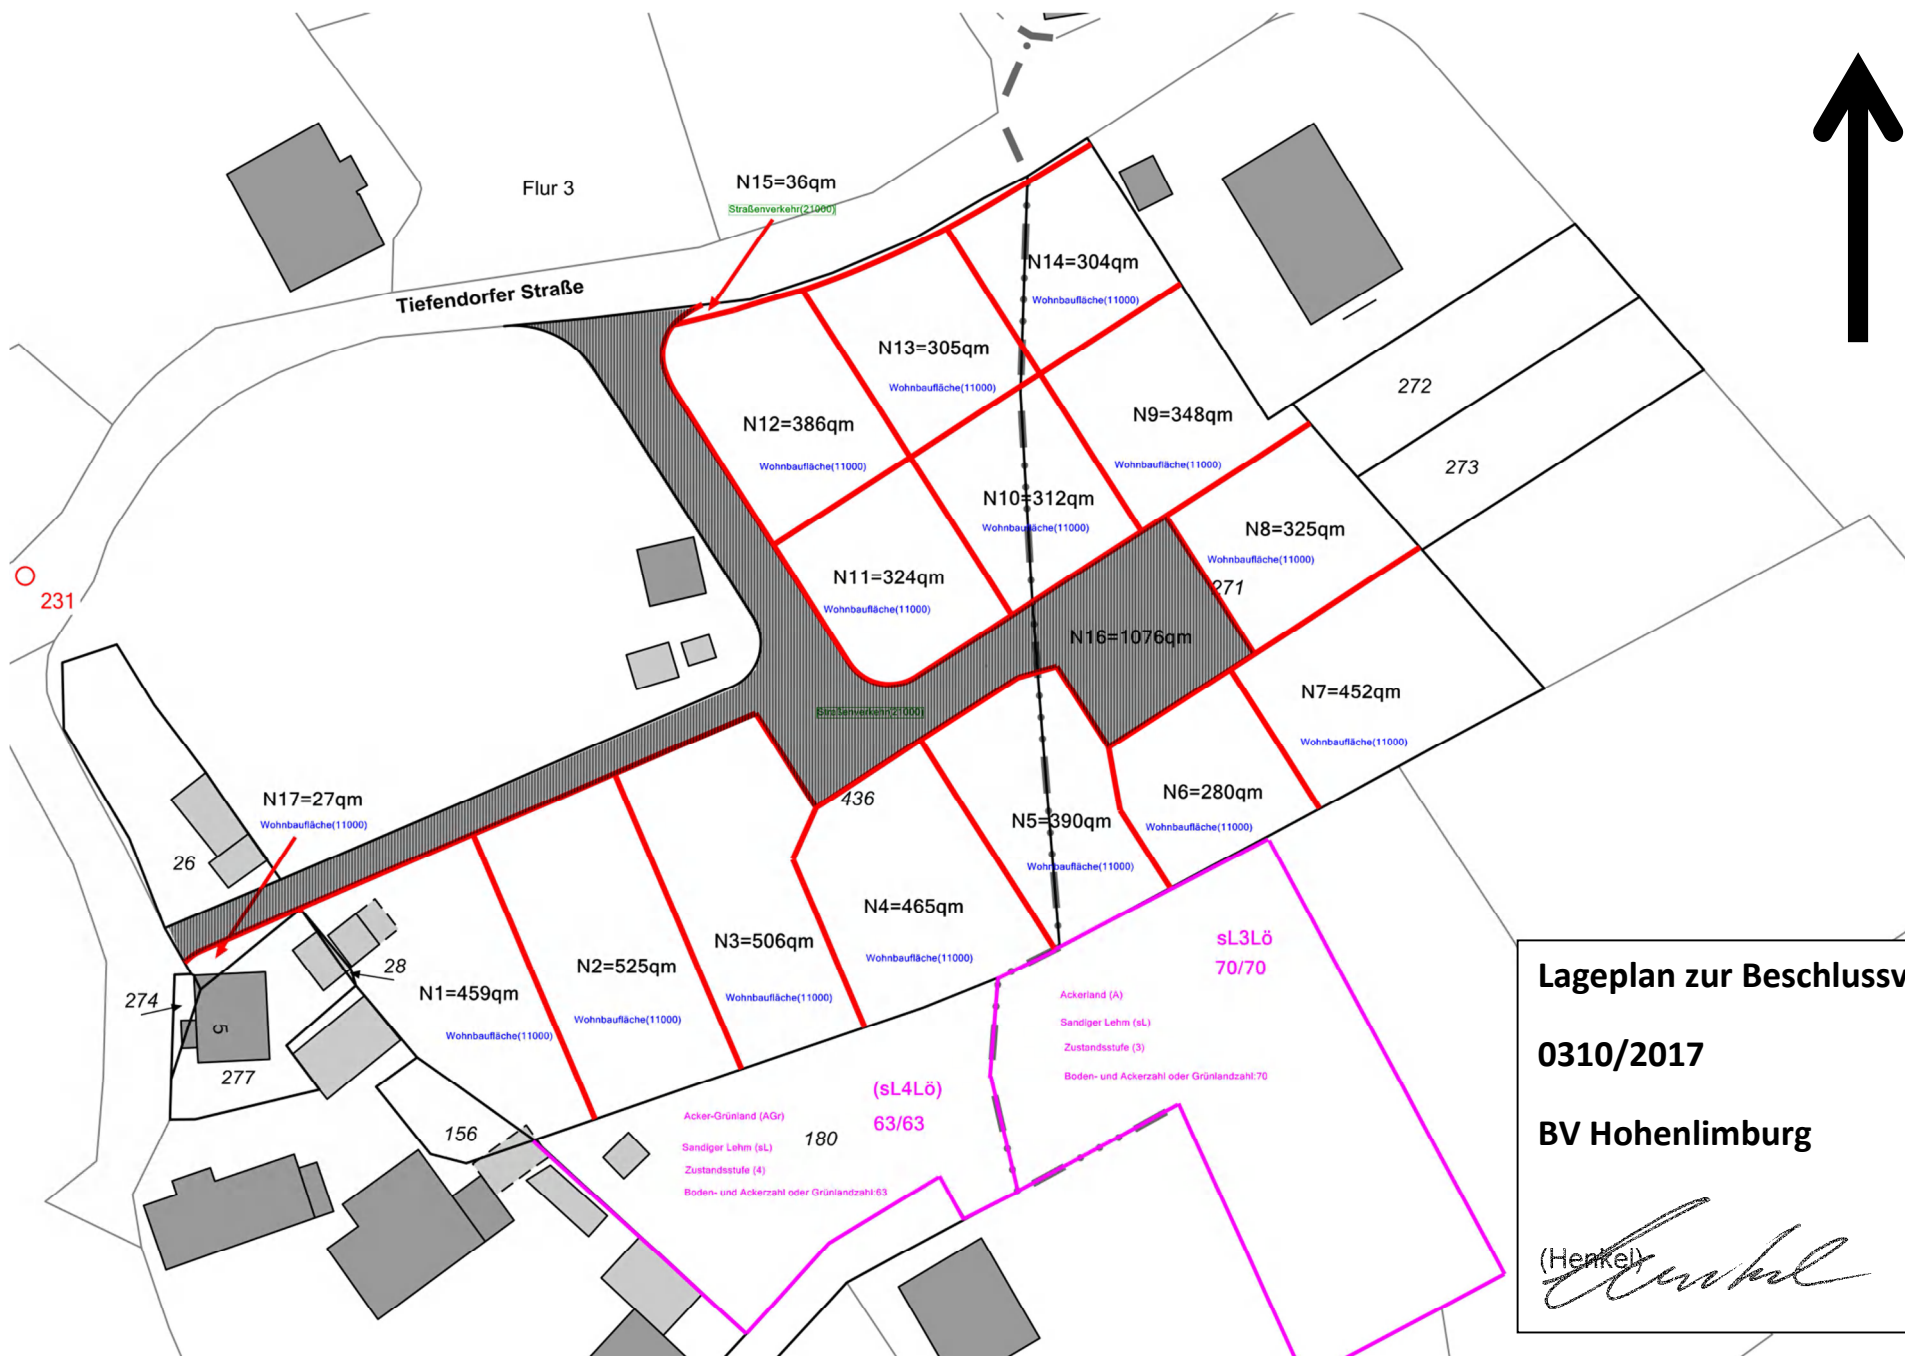 Flur 3
N15=36qm
Straßenverkehr(21000)
Tiefendorfer Straße
N14=304qm
Wohnbaufläche(11000)
N13=305qm
Wohnbaufläche(11000)
272
N12=386qm
Wohnbaufläche(11000)
N9=348qm
Wohnbaufläche(11000)
273
N10=312qm
Wohnbaufläche(11000)
N8=325qm
Wohnbaufläche(11000)
271
N11=324qm
Wohnbaufläche(11000)
231
N16=1076qm
N7=452qm
Wohnbaufläche(11000)
Straßenverkehr(21000)
N17=27qm
Wohnbaufläche(11000)
436
N6=280qm
Wohnbaufläche(11000)
N5=390qm
Wohnbaufläche(11000)
26
N4=465qm
Wohnbaufläche(11000)
N3=506qm
Wohnbaufläche(11000)
N2=525qm
Wohnbaufläche(11000)
28
N1=459qm
Wohnbaufläche(11000)
274
5
277
156
sL3Lö
70/70
Ackerland (A)
Sandiger Lehm (sL)
Zustandsstufe (3)
Boden- und Ackerzahl oder Grünlandzahl:70
(sL4Lö)
63/63
Acker-Grünland (AGr)
180
Sandiger Lehm (sL)
Zustandsstufe (4)
Boden- und Ackerzahl oder Grünlandzahl:63
Lageplan zur Beschlussv
0310/2017
BV Hohenlimburg
(Henkel)
Henkel